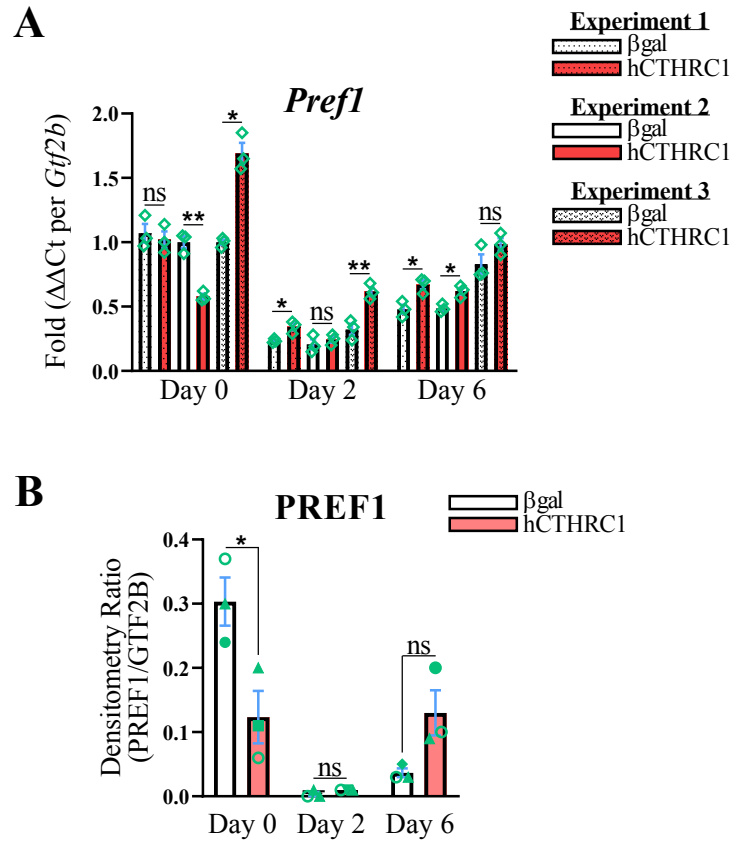 A
Experiment 1
βgal
hCTHRC1
Experiment 2
βgal
hCTHRC1
Experiment 3
βgal
hCTHRC1
Pref1
Fold (ΔΔCt per Gtf2b)
2.0
1.5
1.0
0.5
0.0
ns
**
*
*
ns
**
*
*
ns
Day 0
Day 2
Day 6
B
PREF1
βgal
hCTHRC1
Densitometry Ratio
(PREF1/GTF2B)
0.4
0.3
0.2
0.1
0.0
*
ns
ns
Day 0
Day 2
Day 6